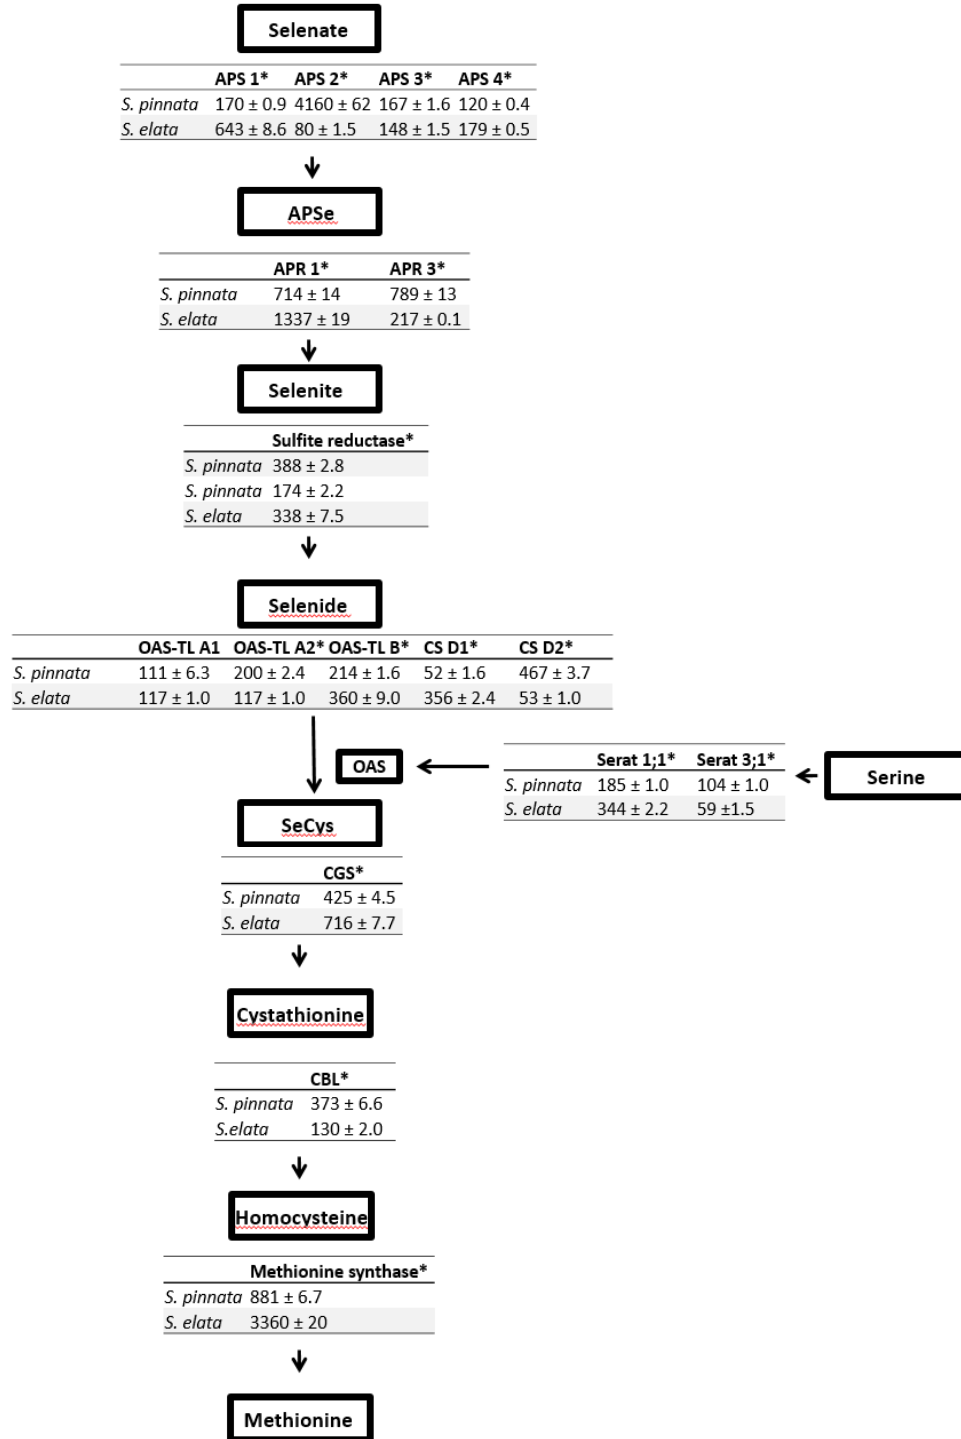 Selenate
APS 1* APS 2* APS 3* APS 4*
S. pinnata 170 ± 0.9 4160 ± 62 167 ± 1.6 120 ± 0.4
S. elata 643 ± 8.6 80 ± 1.5 148 ± 1.5 179 ± 0.5
APSe
APR 1* APR 3*
S. pinnata 714 ± 14 789 ± 13
S. elata 1337 ± 19 217 ± 0.1
Selenite
Sulfite reductase*
S. pinnata 388 ± 2.8
S. pinnata 174 ± 2.2
S. elata 338 ± 7.5
Selenide
OAS-TL A1 OAS-TL A2* OAS-TL B* CS D1* CS D2*
S. pinnata 111 ± 6.3 200 ± 2.4 214 ± 1.6 52 ± 1.6 467 ± 3.7
S. elata 117 ± 1.0 117 ± 1.0 360 ± 9.0 356 ± 2.4 53 ± 1.0
OAS
Serat 1;1* Serat 3;1*
S. pinnata 185 ± 1.0 104 ± 1.0
S. elata 344 ± 2.2 59 ±1.5
Serine
SeCys
CGS*
S. pinnata 425 ± 4.5
S. elata 716 ± 7.7
Cystathionine
CBL*
S. pinnata 373 ± 6.6
S.elata 130 ± 2.0
Homocysteine
Methionine synthase*
S. pinnata 881 ± 6.7
S. elata 3360 ± 20
Methionine